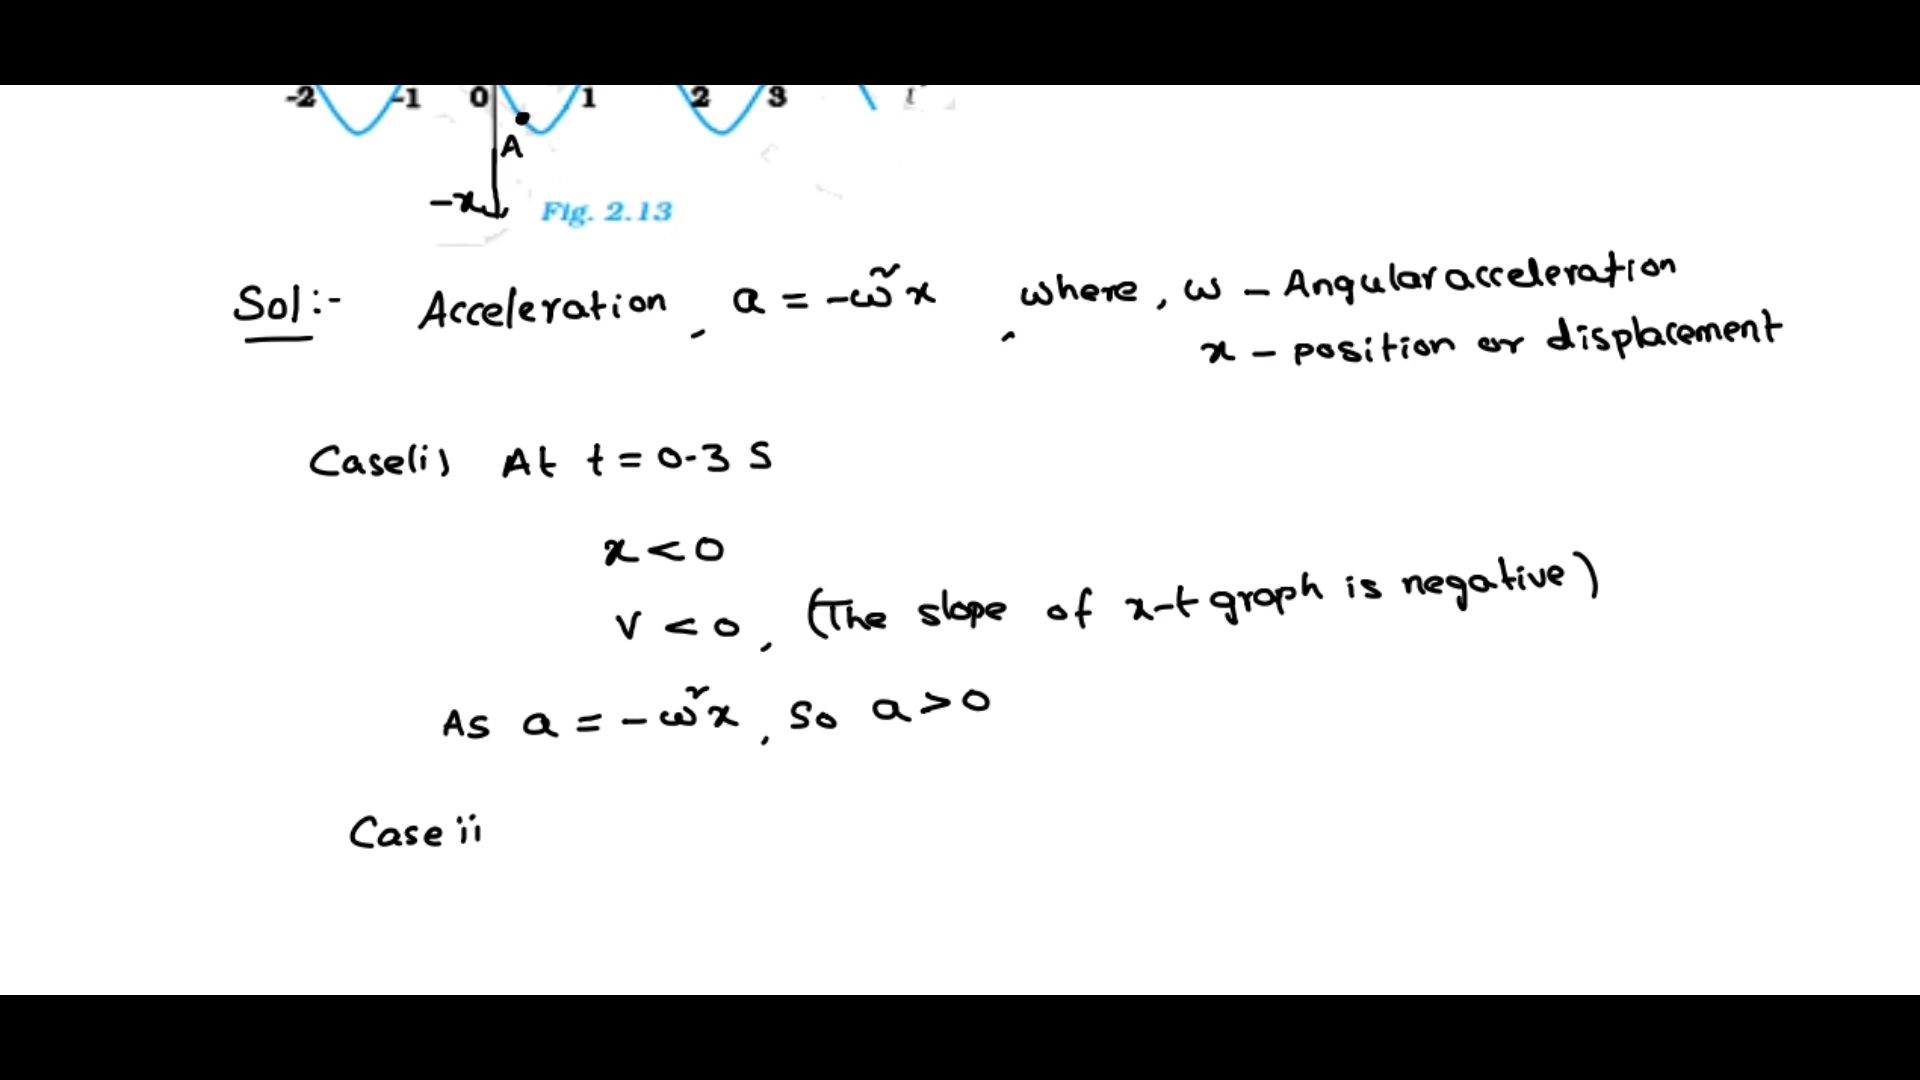 -2 -1 0 1 2 3 t
A
-x Fig. 2.13
Sol:- Acceleration, a = -ω²x, where, ω - Angular acceleration
x - position or displacement
Case(i) At t = 0.3 S
x < 0
v < 0, (The slope of x-t graph is negative)
As a = -ω²x, So a > 0
Case ii